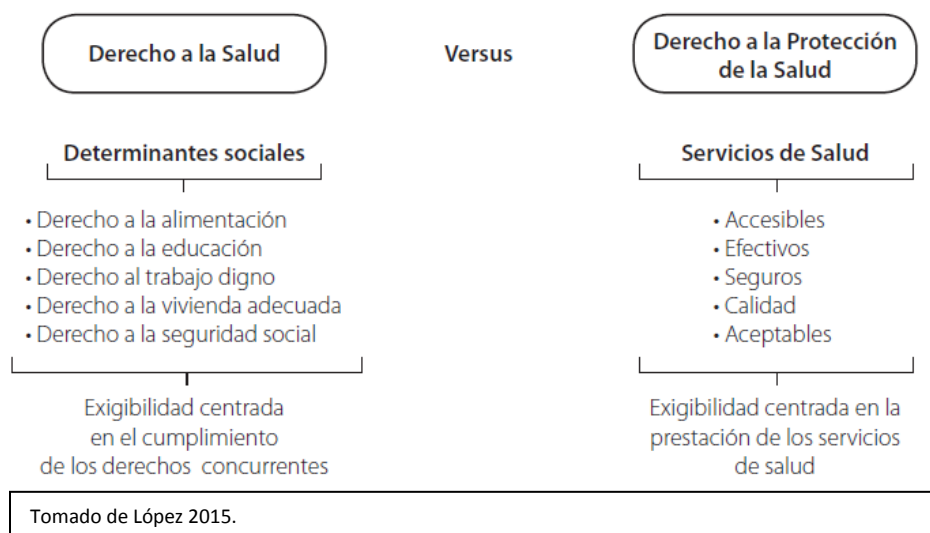 Derecho a la Salud
Versus
Derecho a la Protección
de la Salud
Determinantes sociales
• Derecho a la alimentación
• Derecho a la educación
• Derecho al trabajo digno
• Derecho a la vivienda adecuada
• Derecho a la seguridad social
Exigibilidad centrada
en el cumplimiento
de los derechos concurrentes
Servicios de Salud
• Accesibles
• Efectivos
• Seguros
• Calidad
• Aceptables
Exigibilidad centrada en la
prestación de los servicios
de salud
Tomado de López 2015.